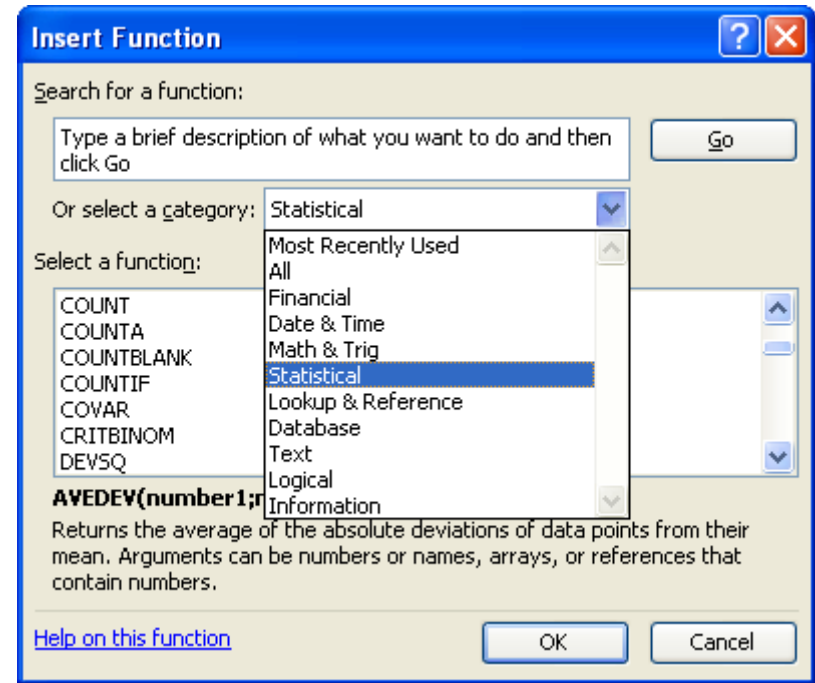 Insert Function
Search for a function:
Type a brief description of what you want to do and then
click Go
Go
Or select a category:
Statistical
Most Recently Used
All
Financial
Date & Time
Math & Trig
Statistical
Lookup & Reference
Database
Text
Logical
Information
Select a function:
COUNT
COUNTA
COUNTBLANK
COUNTIF
COVAR
CRITBINOM
DEVSQ
AVEDEV(number1;
Returns the average of the absolute deviations of data points from their
mean. Arguments can be numbers or names, arrays, or references that
contain numbers.
Help on this function
OK
Cancel